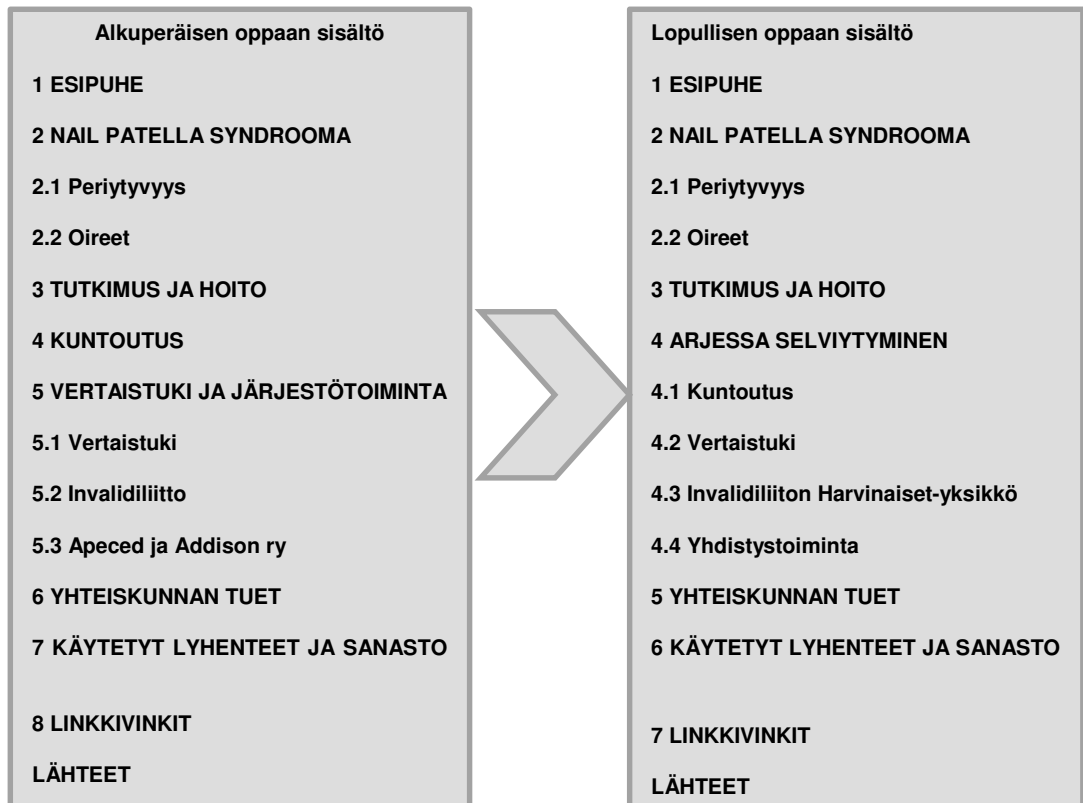 Alkuperäisen oppaan sisältö
1 ESIPUHE
2 NAIL PATELLA SYNDROOMA
2.1 Periytyvyys
2.2 Oireet
3 TUTKIMUS JA HOITO
4 KUNTOUTUS
5 VERTAISTUKI JA JÄRJESTÖTOIMINTA
5.1 Vertaistuki
5.2 Invalidiliitto
5.3 Apeced ja Addison ry
6 YHTEISKUNNAN TUET
7 KÄYTETYT LYHENTEET JA SANASTO
8 LINKKIVINKIT
LÄHTEET
Lopullisen oppaan sisältö
1 ESIPUHE
2 NAIL PATELLA SYNDROOMA
2.1 Periytyvyys
2.2 Oireet
3 TUTKIMUS JA HOITO
4 ARJESSA SELVIYTYMINEN
4.1 Kuntoutus
4.2 Vertaistuki
4.3 Invalidiliiton Harvinaiset-yksikkö
4.4 Yhdistystoiminta
5 YHTEISKUNNAN TUET
6 KÄYTETYT LYHENTEET JA SANASTO
7 LINKKIVINKIT
LÄHTEET